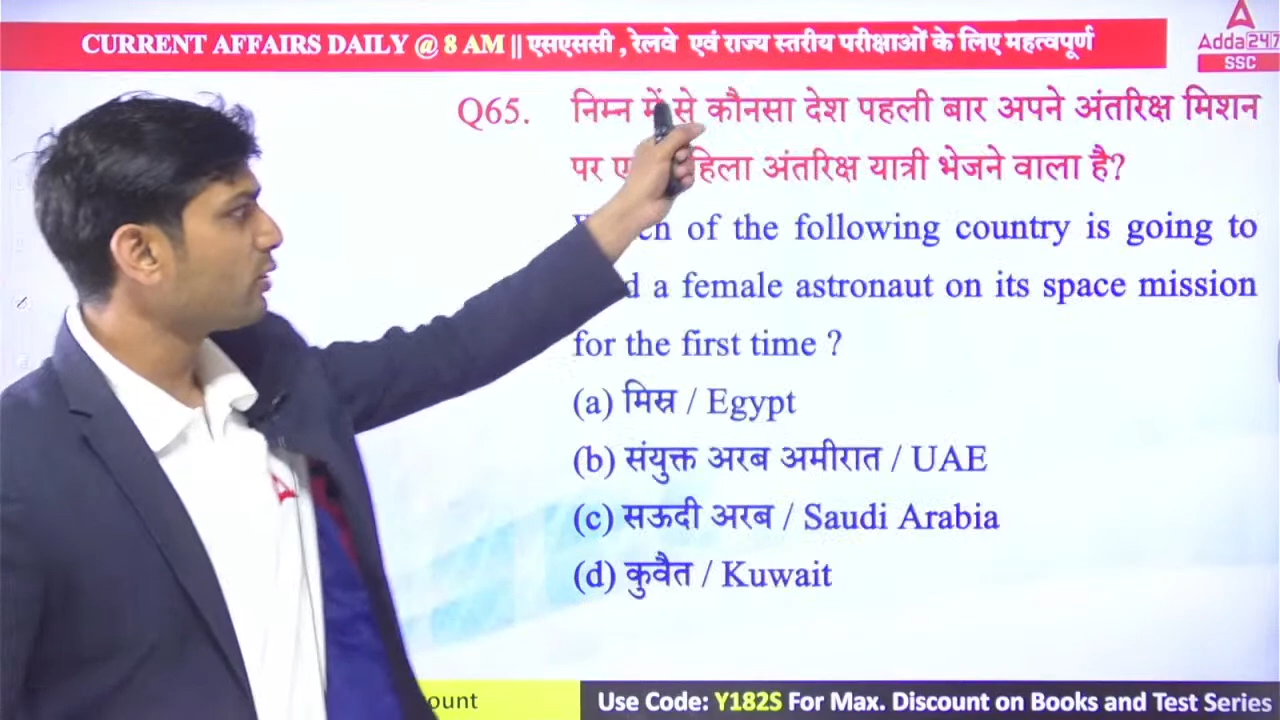 CURRENT AFFAIRS DAILY @ 8 AM || एसएससी , रेलवे एवं राज्य स्तरीय परीक्षाओं के लिए महत्वपूर्ण
Adda247
SSC
Q65. निम्न में से कौनसा देश पहली बार अपने अंतरिक्ष मिशन
पर अंतरिक्ष यात्री भेजने वाला है?
of the following country is going to
a female astronaut on its space mission
for the first time ?
(a) मिस्र / Egypt
(b) संयुक्त अरब अमीरात / UAE
(c) सऊदी अरब / Saudi Arabia
(d) कुवैत / Kuwait
Use Code: Y182S For Max. Discount on Books and Test Series